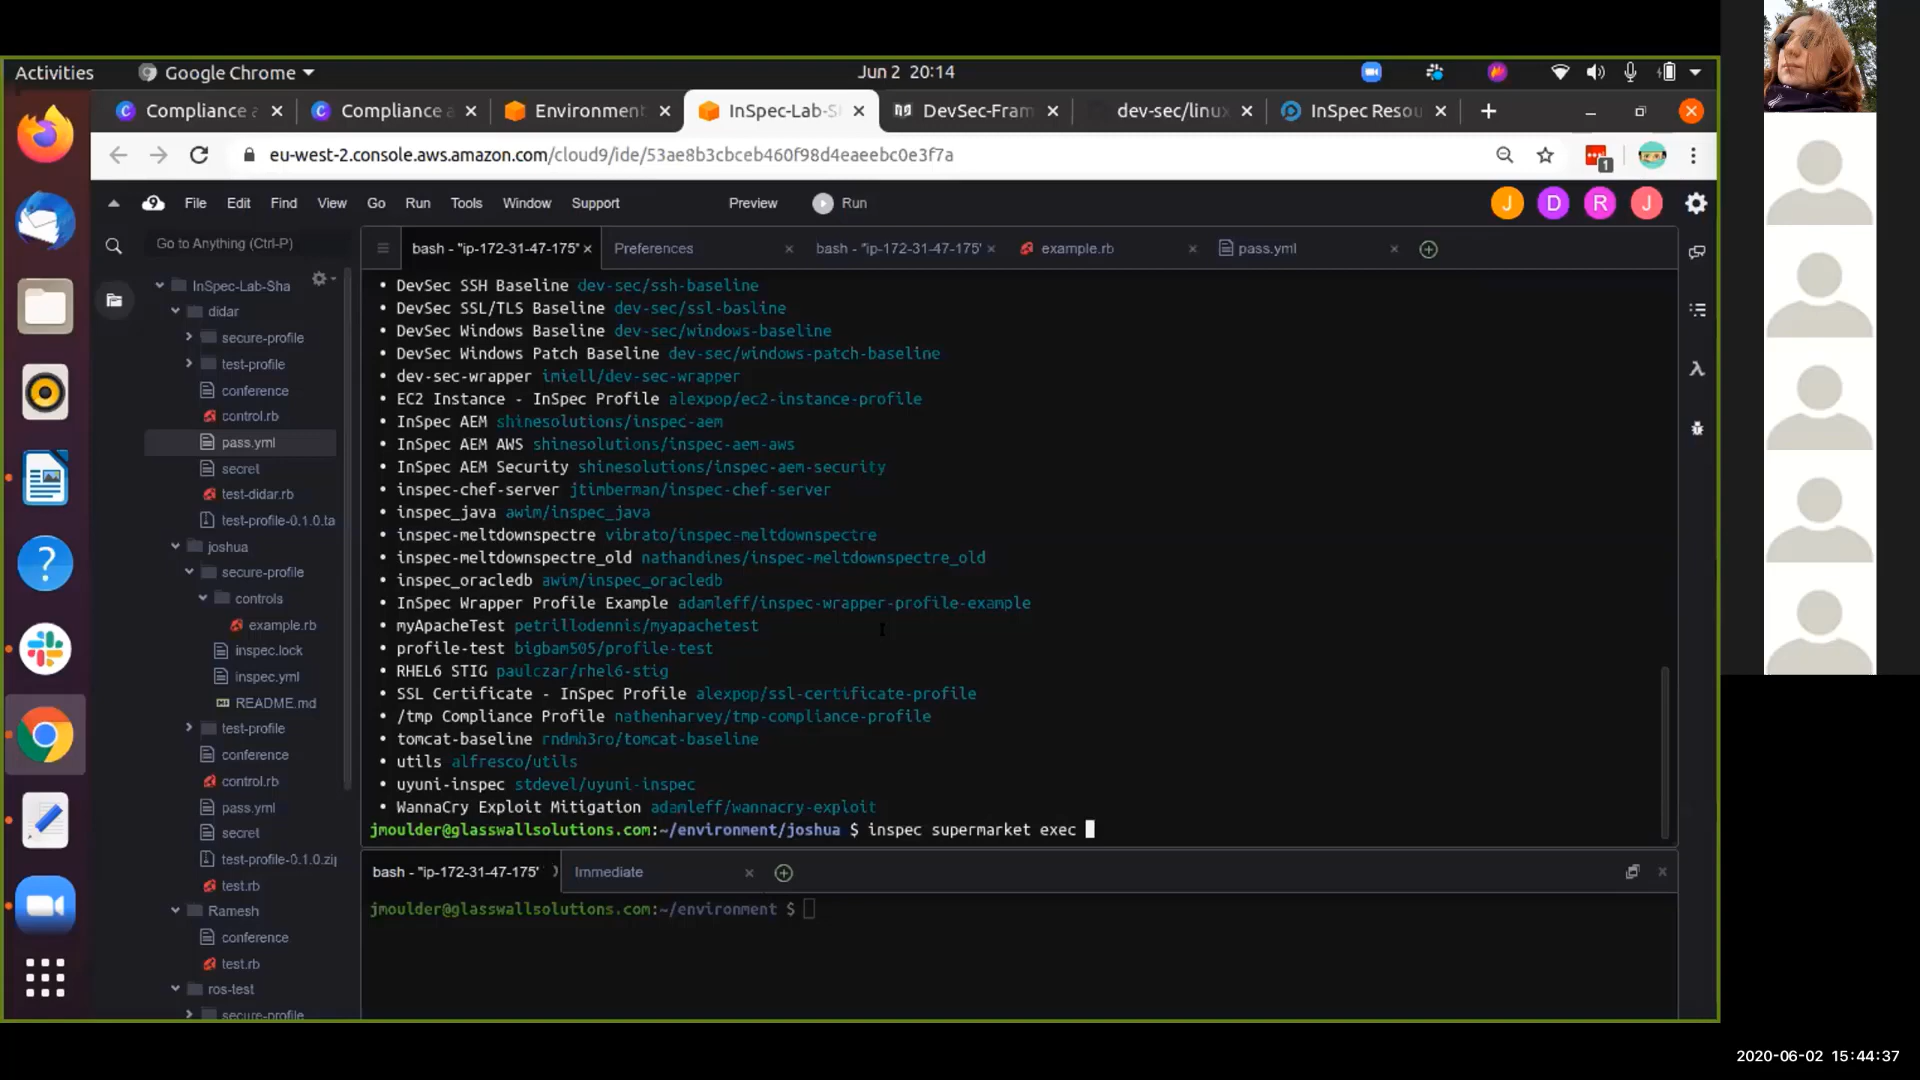 Activities
Google Chrome
Jun 2 20:14
Compliance a
Compliance a
Environment
InSpec-Lab-S
DevSec-Fram
dev-sec/linux
InSpec Resou
eu-west-2.console.aws.amazon.com/cloud9/ide/53ae8b3cbceb460f98d4eaeebc0e3f7a
1
9 File Edit Find View Go Run Tools Window Support Preview Run
J D R J
Go to Anything (Ctrl-P)
bash - "ip-172-31-47-175"
Preferences
bash - "ip-172-31-47-175'
example.rb
pass.yml
InSpec-Lab-Sha
didar
secure-profile
test-profile
conference
control.rb
pass.yml
secret
test-didar.rb
test-profile-0.1.0.ta
joshua
secure-profile
controls
example.rb
inspec.lock
inspec.yml
README.md
test-profile
conference
control.rb
pass.yml
secret
test-profile-0.1.0.zip
test.rb
Ramesh
conference
test.rb
ros-test
secure-profile
• DevSec SSH Baseline dev-sec/ssh-baseline
• DevSec SSL/TLS Baseline dev-sec/ssl-basline
• DevSec Windows Baseline dev-sec/windows-baseline
• DevSec Windows Patch Baseline dev-sec/windows-patch-baseline
• dev-sec-wrapper imiell/dev-sec-wrapper
• EC2 Instance - InSpec Profile alexpop/ec2-instance-profile
• InSpec AEM shinesolutions/inspec-aem
• InSpec AEM AWS shinesolutions/inspec-aem-aws
• InSpec AEM Security shinesolutions/inspec-aem-security
• inspec-chef-server jtimberman/inspec-chef-server
• inspec_java awim/inspec_java
• inspec-meltdownspectre vibrato/inspec-meltdownspectre
• inspec-meltdownspectre_old nathandines/inspec-meltdownspectre_old
• inspec_oracledb awim/inspec_oracledb
• InSpec Wrapper Profile Example adamleff/inspec-wrapper-profile-example
• myApacheTest petrillodennis/myapachetest
• profile-test bigbam505/profile-test
• RHEL6 STIG paulczar/rhel6-stig
• SSL Certificate - InSpec Profile alexpop/ssl-certificate-profile
• /tmp Compliance Profile nathenharvey/tmp-compliance-profile
• tomcat-baseline rndmh3ro/tomcat-baseline
• utils alfresco/utils
• uyuni-inspec stdevel/uyuni-inspec
• WannaCry Exploit Mitigation adamleff/wannacry-exploit
jmoulder@glasswallsolutions.com:~/environment/joshua $ inspec supermarket exec
bash - "ip-172-31-47-175'
Immediate
jmoulder@glasswallsolutions.com:~/environment $
2020-06-02 15:44:37